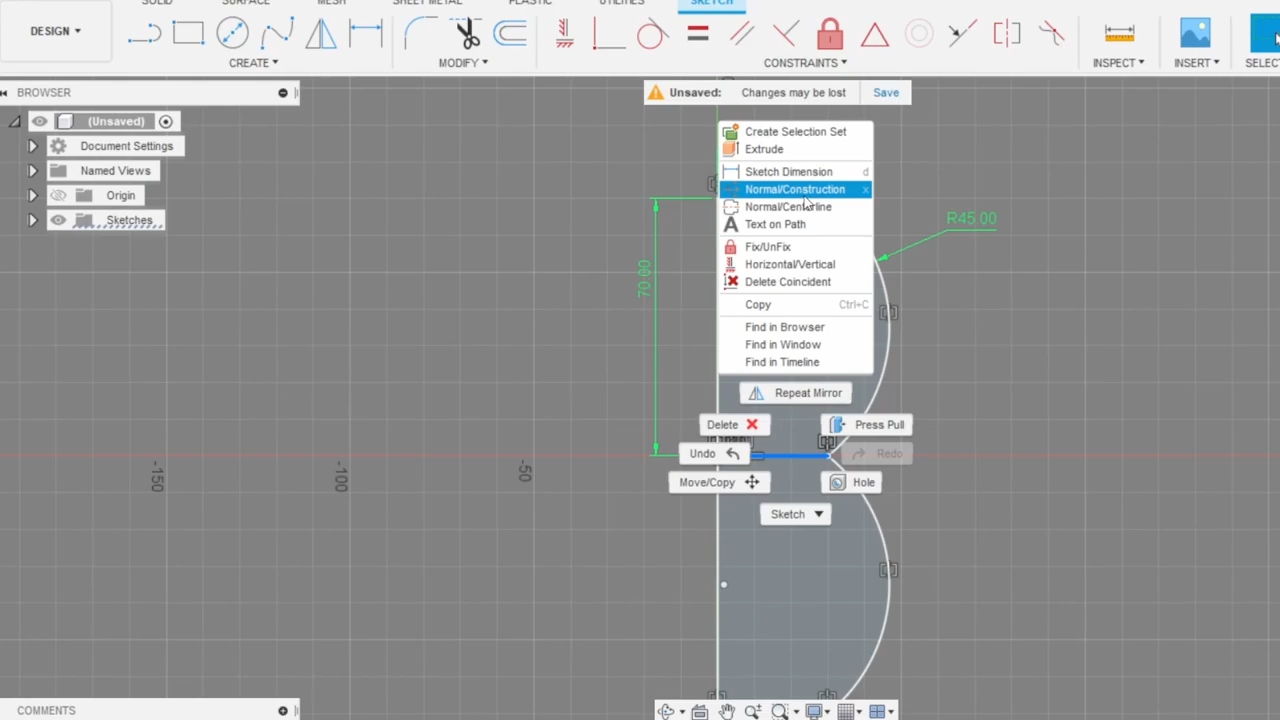 SOLID SURFACE MESH SHEET METAL PLASTIC UTILITIES SKETCH
DESIGN
CREATE MODIFY CONSTRAINTS INSPECT INSERT SELEC
BROWSER
Unsaved: Changes may be lost Save
(Unsaved)
Document Settings
Named Views
Origin
Sketches
Create Selection Set
Extrude
Sketch Dimension d
Normal/Construction x
Normal/Centerline
Text on Path
Fix/UnFix
Horizontal/Vertical
Delete Coincident
Copy Ctrl+C
Find in Browser
Find in Window
Find in Timeline
R45.00
70.00
Repeat Mirror
Delete
Press Pull
Undo
Redo
Move/Copy
Hole
Sketch
-150
-100
-50
COMMENTS